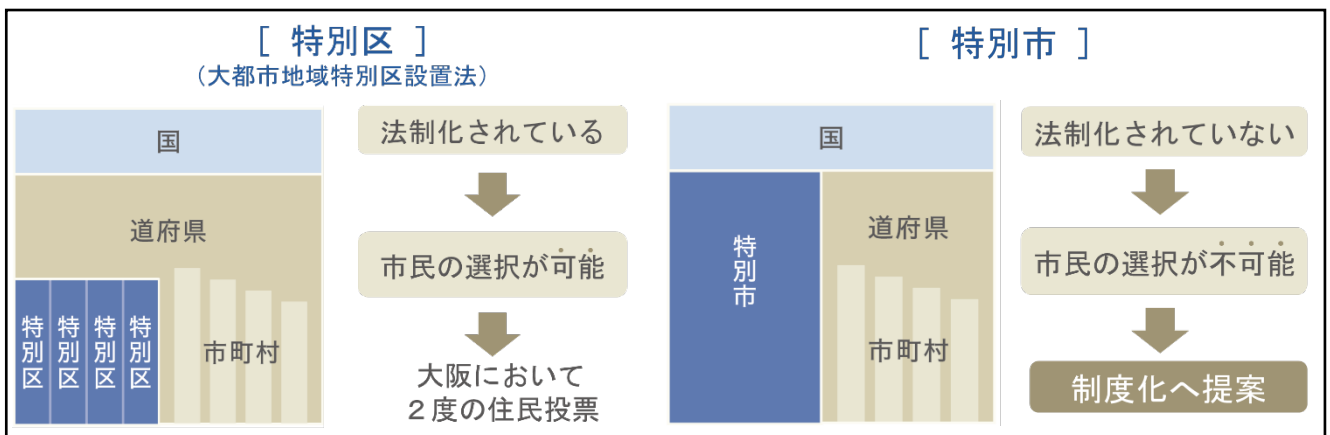 [ 特別区 ]
(大都市地域特別区設置法)
国
道府県
特別区
特別区
特別区
特別区
市町村
法制化されている
市民の選択が可能
大阪において
２度の住民投票
[ 特別市 ]
国
特別市
道府県
市町村
法制化されていない
市民の選択が不可能
制度化へ提案